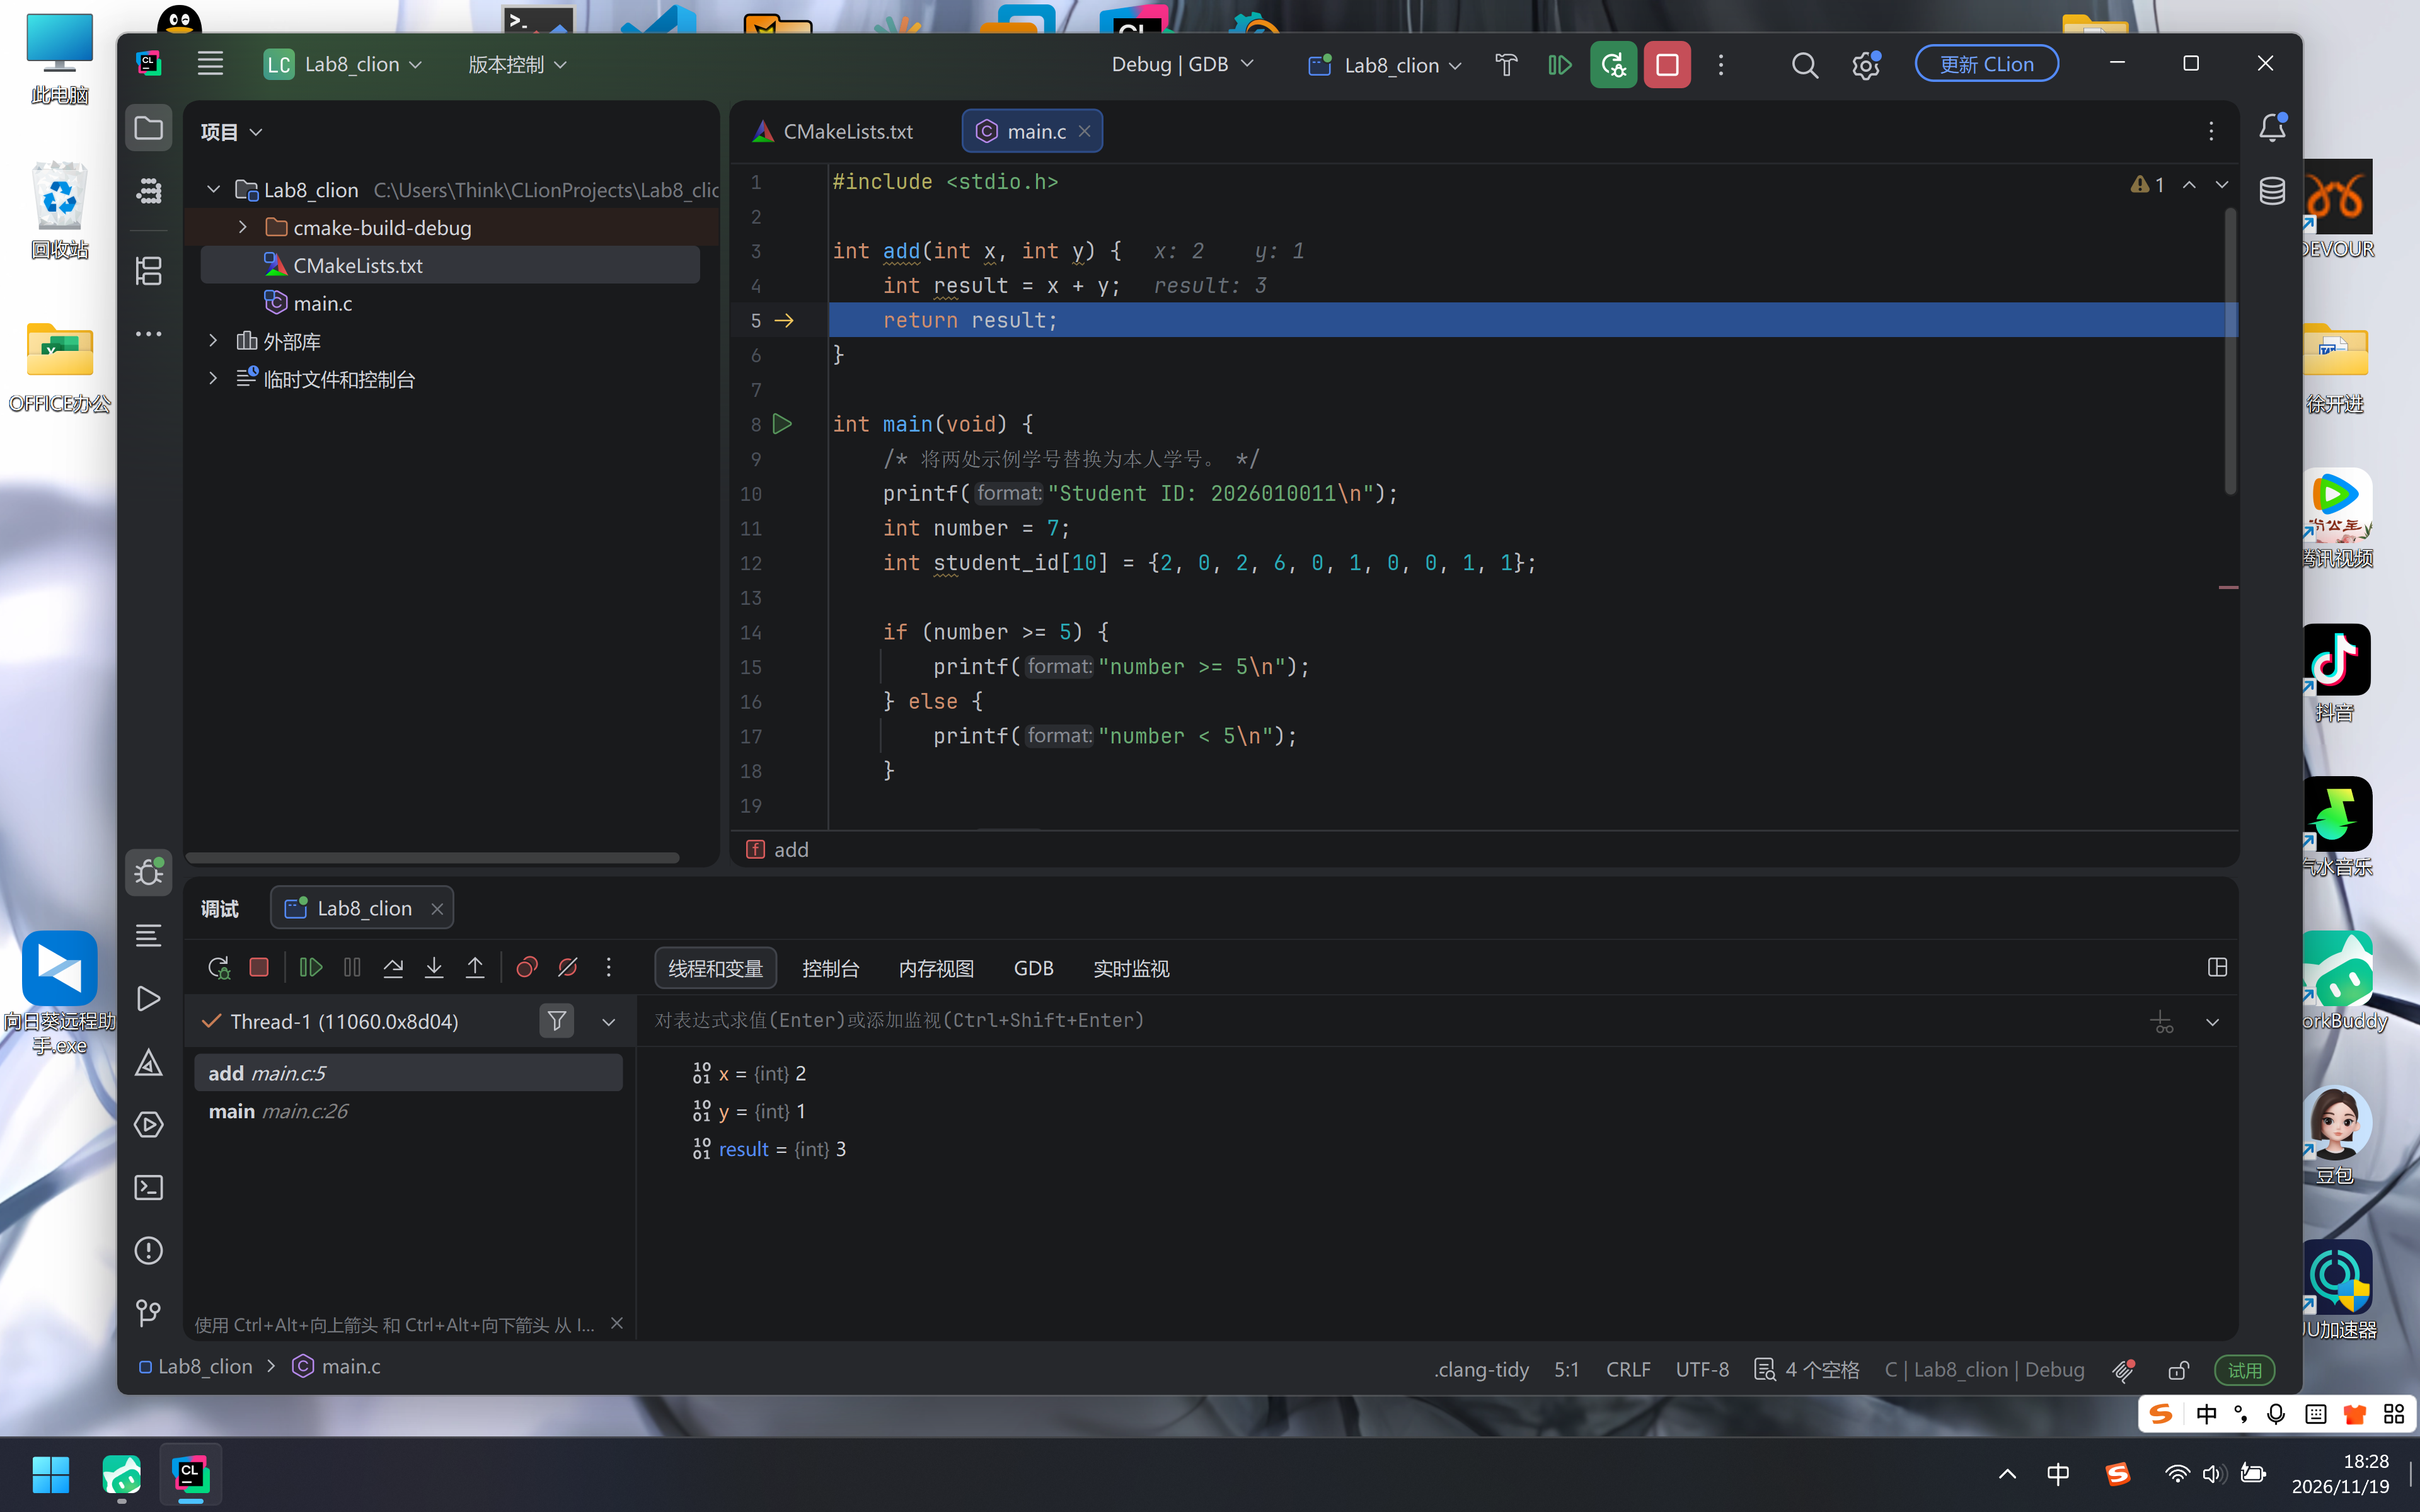 此电脑
回收站
OFFICE办公
向日葵远程助
手.exe
LC Lab8_clion
版本控制
Debug | GDB
Lab8_clion
更新 CLion
项目
Lab8_clion C:\Users\Think\CLionProjects\Lab8_clic
cmake-build-debug
CMakeLists.txt
main.c
外部库
临时文件和控制台
CMakeLists.txt
main.c
1
1 #include <stdio.h>
2
3 int add(int x, int y) { x: 2 y: 1
4 int result = x + y; result: 3
5 return result;
6 }
7
8 int main(void) {
9 /* 将两处示例学号替换为本人学号。 */
10 printf(format:"Student ID: 2026010011\n");
11 int number = 7;
12 int student_id[10] = {2, 0, 2, 6, 0, 1, 0, 0, 1, 1};
13
14 if (number >= 5) {
15 printf(format:"number >= 5\n");
16 } else {
17 printf(format:"number < 5\n");
18 }
19
f add
调试
Lab8_clion
线程和变量
控制台
内存视图
GDB
实时监视
Thread-1 (11060.0x8d04)
对表达式求值(Enter)或添加监视(Ctrl+Shift+Enter)
add main.c:5
main main.c:26
x = {int} 2
y = {int} 1
result = {int} 3
使用 Ctrl+Alt+向上箭头 和 Ctrl+Alt+向下箭头 从 I...
Lab8_clion > main.c
.clang-tidy
5:1
CRLF
UTF-8
4 个空格
C | Lab8_clion | Debug
试用
DEVOUR
徐开进
腾讯视频
抖音
汽水音乐
orkBuddy
豆包
UU加速器
中
中
18:28
2026/11/19